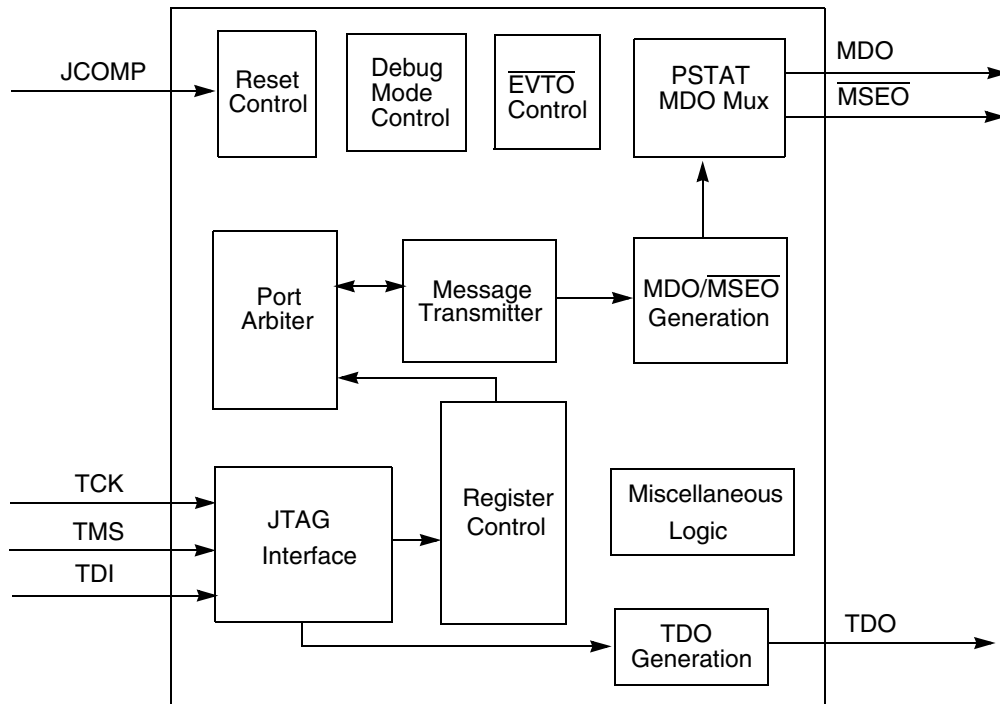 JCOMP
Reset
Control
Debug
Mode
Control
EVTO
Control
PSTAT
MDO Mux
MDO
MSEO
Port
Arbiter
Message
Transmitter
MDO/MSEO
Generation
TCK
TMS
TDI
JTAG
Interface
Register
Control
Miscellaneous
Logic
TDO
Generation
TDO